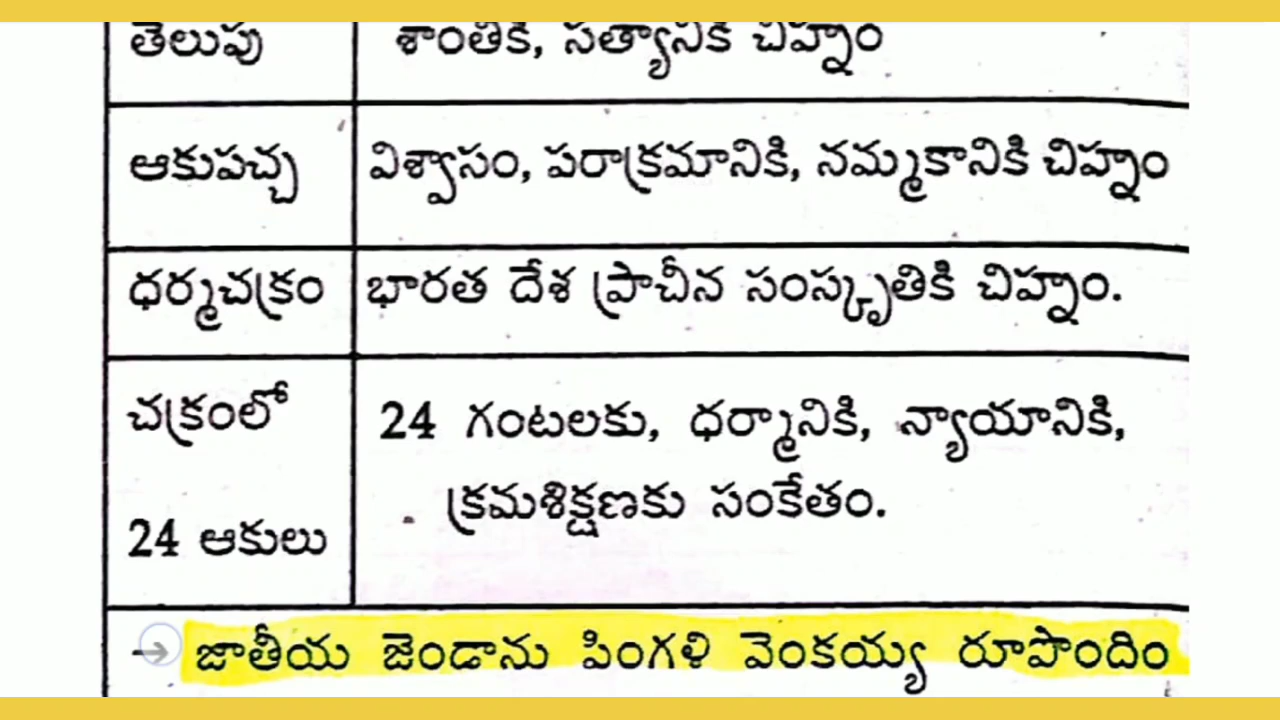 తెలుపు శాంతికి, సత్యానికి చిహ్నం
ఆకుపచ్చ విశ్వాసం, పరాక్రమానికి, నమ్మకానికి చిహ్నం
ధర్మచక్రం భారత దేశ ప్రాచీన సంస్కృతికి చిహ్నం.
చక్రంలో 24 గంటలకు, ధర్మానికి, న్యాయానికి,
క్రమశిక్షణకు సంకేతం.
24 ఆకులు
→ జాతీయ జెండాను పింగళి వెంకయ్య రూపొందిం